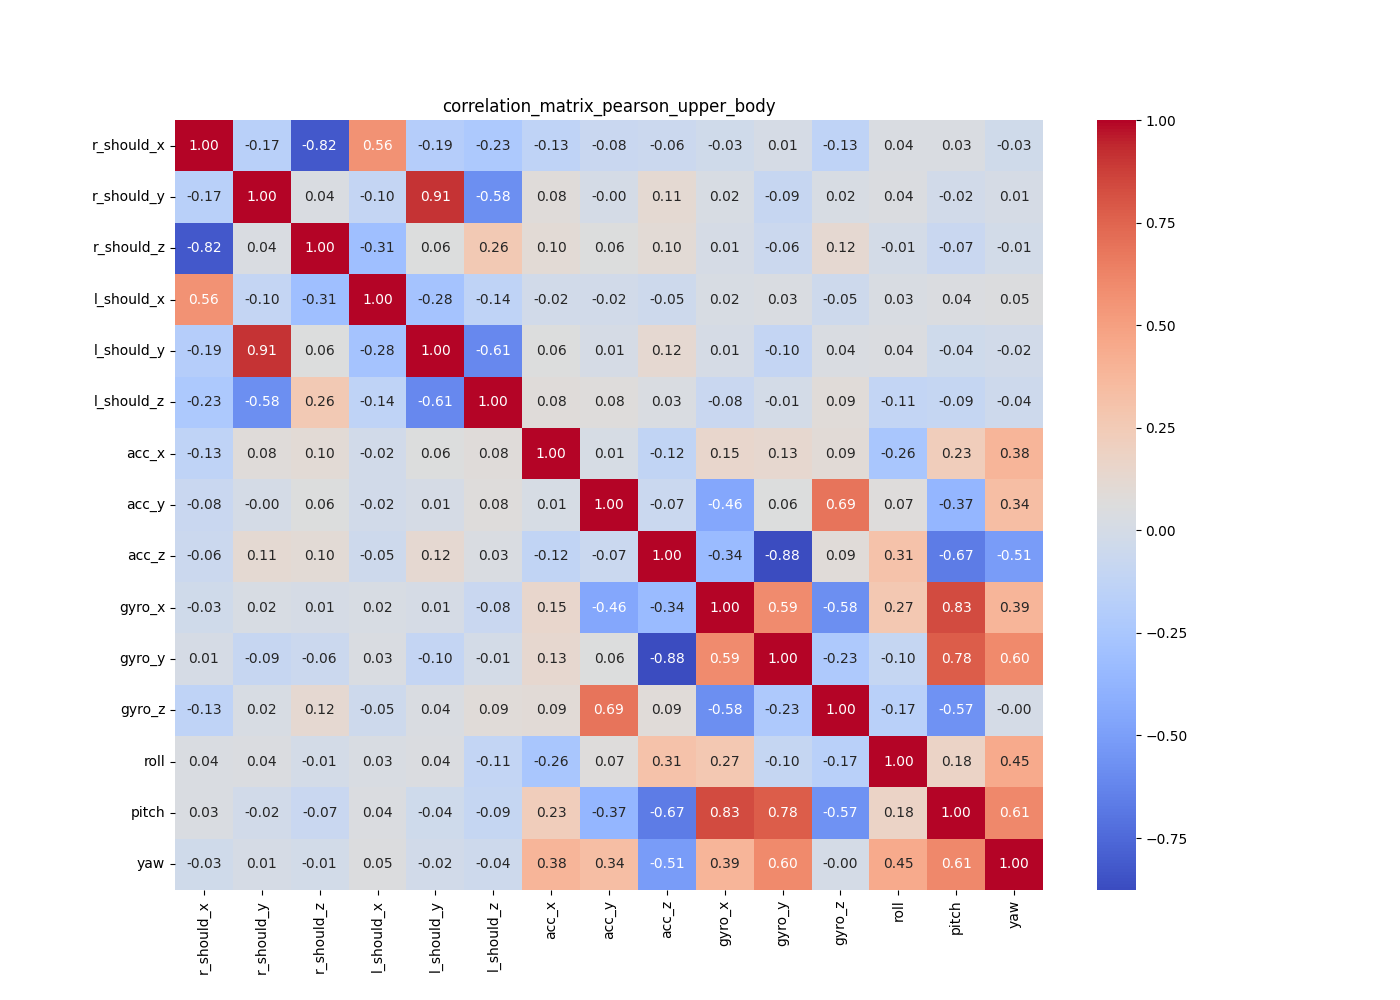 correlation_matrix_pearson_upper_body
r_should_x 1.00 -0.17 -0.82 0.56 -0.19 -0.23 -0.13 -0.08 -0.06 -0.03 0.01 -0.13 0.04 0.03 -0.03 1.00
r_should_y -0.17 1.00 0.04 -0.10 0.91 -0.58 0.08 -0.00 0.11 0.02 -0.09 0.02 0.04 -0.02 0.01
0.75
r_should_z -0.82 0.04 1.00 -0.31 0.06 0.26 0.10 0.06 0.10 0.01 -0.06 0.12 -0.01 -0.07 -0.01
l_should_x 0.56 -0.10 -0.31 1.00 -0.28 -0.14 -0.02 -0.02 -0.05 0.02 0.03 -0.05 0.03 0.04 0.05
0.50
l_should_y -0.19 0.91 0.06 -0.28 1.00 -0.61 0.06 0.01 0.12 0.01 -0.10 0.04 0.04 -0.04 -0.02
l_should_z -0.23 -0.58 0.26 -0.14 -0.61 1.00 0.08 0.08 0.03 -0.08 -0.01 0.09 -0.11 -0.09 -0.04
0.25
acc_x -0.13 0.08 0.10 -0.02 0.06 0.08 1.00 0.01 -0.12 0.15 0.13 0.09 -0.26 0.23 0.38
acc_y -0.08 -0.00 0.06 -0.02 0.01 0.08 0.01 1.00 -0.07 -0.46 0.06 0.69 0.07 -0.37 0.34
0.00
acc_z -0.06 0.11 0.10 -0.05 0.12 0.03 -0.12 -0.07 1.00 -0.34 -0.88 0.09 0.31 -0.67 -0.51
gyro_x -0.03 0.02 0.01 0.02 0.01 -0.08 0.15 -0.46 -0.34 1.00 0.59 -0.58 0.27 0.83 0.39
−0.25
gyro_y 0.01 -0.09 -0.06 0.03 -0.10 -0.01 0.13 0.06 -0.88 0.59 1.00 -0.23 -0.10 0.78 0.60
gyro_z -0.13 0.02 0.12 -0.05 0.04 0.09 0.09 0.69 0.09 -0.58 -0.23 1.00 -0.17 -0.57 -0.00
−0.50
roll 0.04 0.04 -0.01 0.03 0.04 -0.11 -0.26 0.07 0.31 0.27 -0.10 -0.17 1.00 0.18 0.45
pitch 0.03 -0.02 -0.07 0.04 -0.04 -0.09 0.23 -0.37 -0.67 0.83 0.78 -0.57 0.18 1.00 0.61
−0.75
yaw -0.03 0.01 -0.01 0.05 -0.02 -0.04 0.38 0.34 -0.51 0.39 0.60 -0.00 0.45 0.61 1.00
r_should_x r_should_y r_should_z l_should_x l_should_y l_should_z acc_x acc_y acc_z gyro_x gyro_y gyro_z roll pitch yaw